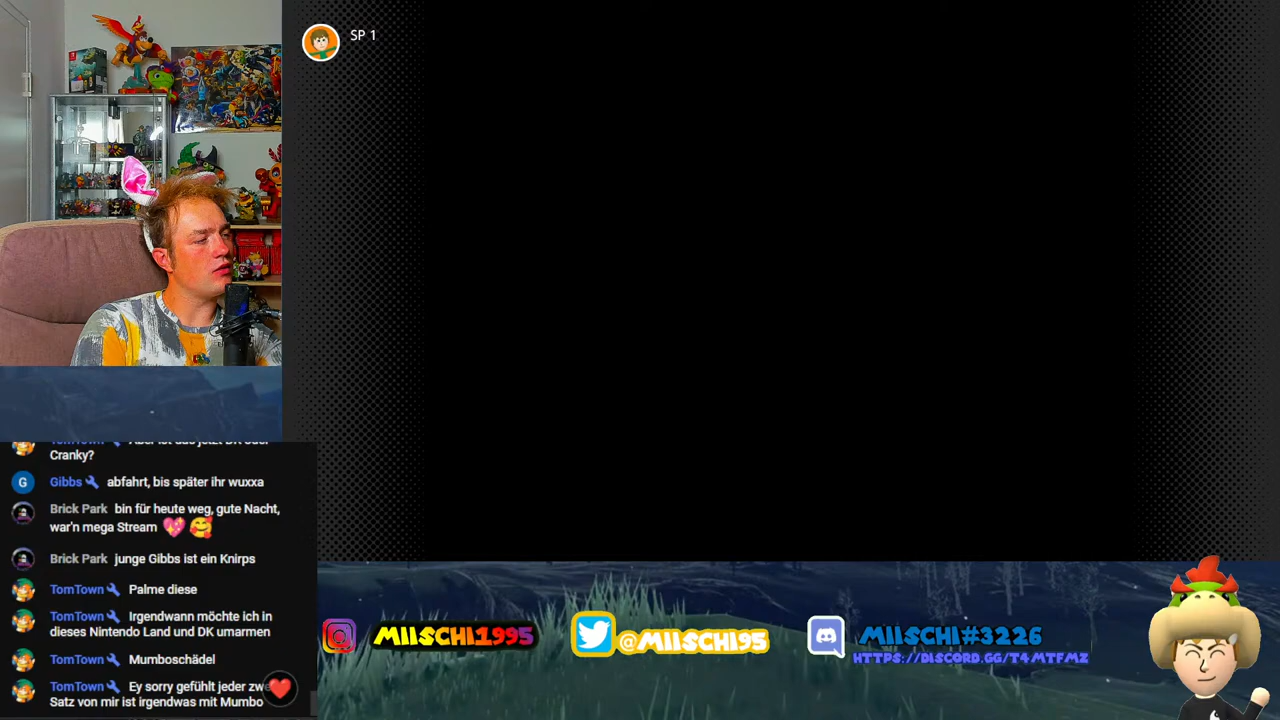 SP 1
Cranky?
G Gibbs abfahrt, bis später ihr wuxxa
Brick Park bin für heute weg, gute Nacht,
war'n mega Stream
Brick Park junge Gibbs ist ein Knirps
TomTown Palme diese
TomTown Irgendwann möchte ich in
dieses Nintendo Land und DK umarmen
TomTown Mumboschädel
TomTown Ey sorry gefühlt jeder zwe
Satz von mir ist irgendwas mit Mumbo
MIISCHI1995
@MIISCHI95
MIISCHI#3226
HTTPS://DISCORD.GG/T4MTFMZ